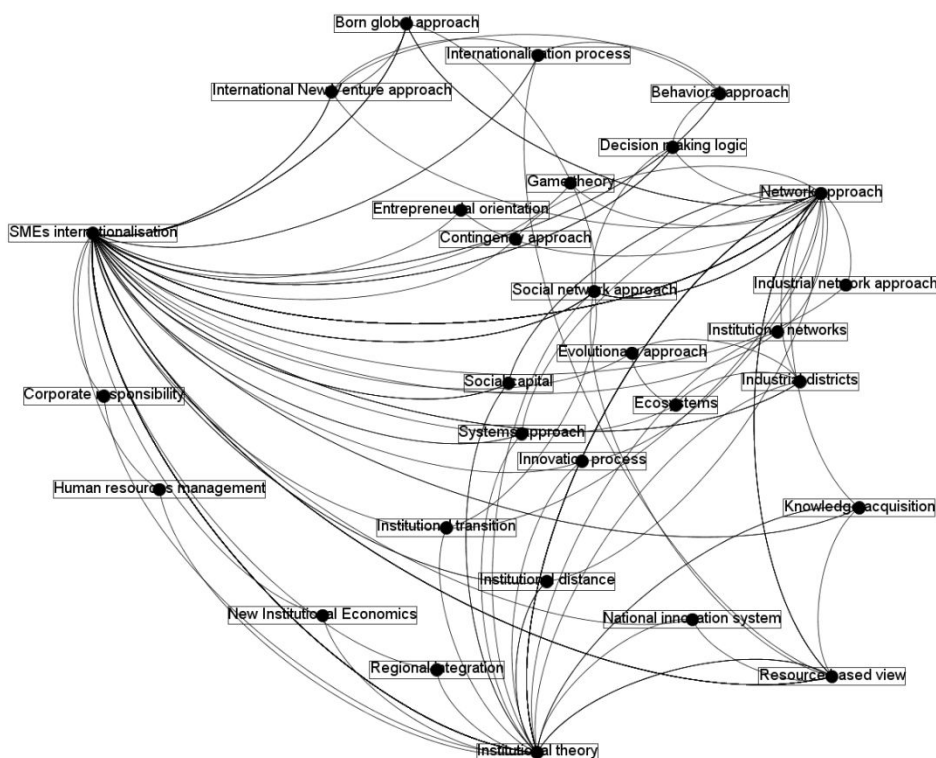 Born global approach
Internationalisation process
International New Venture approach
Behavioral approach
Decision making logic
Game theory
Network approach
Entrepreneurial orientation
SMEs internationalisation
Contingency approach
Social network approach
Industrial network approach
Institutional networks
Evolutionary approach
Social capital
Industrial districts
Corporate responsibility
Ecosystems
Systems approach
Innovation process
Human resources management
Knowledge acquisition
Institutional transition
Institutional distance
New Institutional Economics
National innovation system
Regional integration
Resource based view
Institutional theory